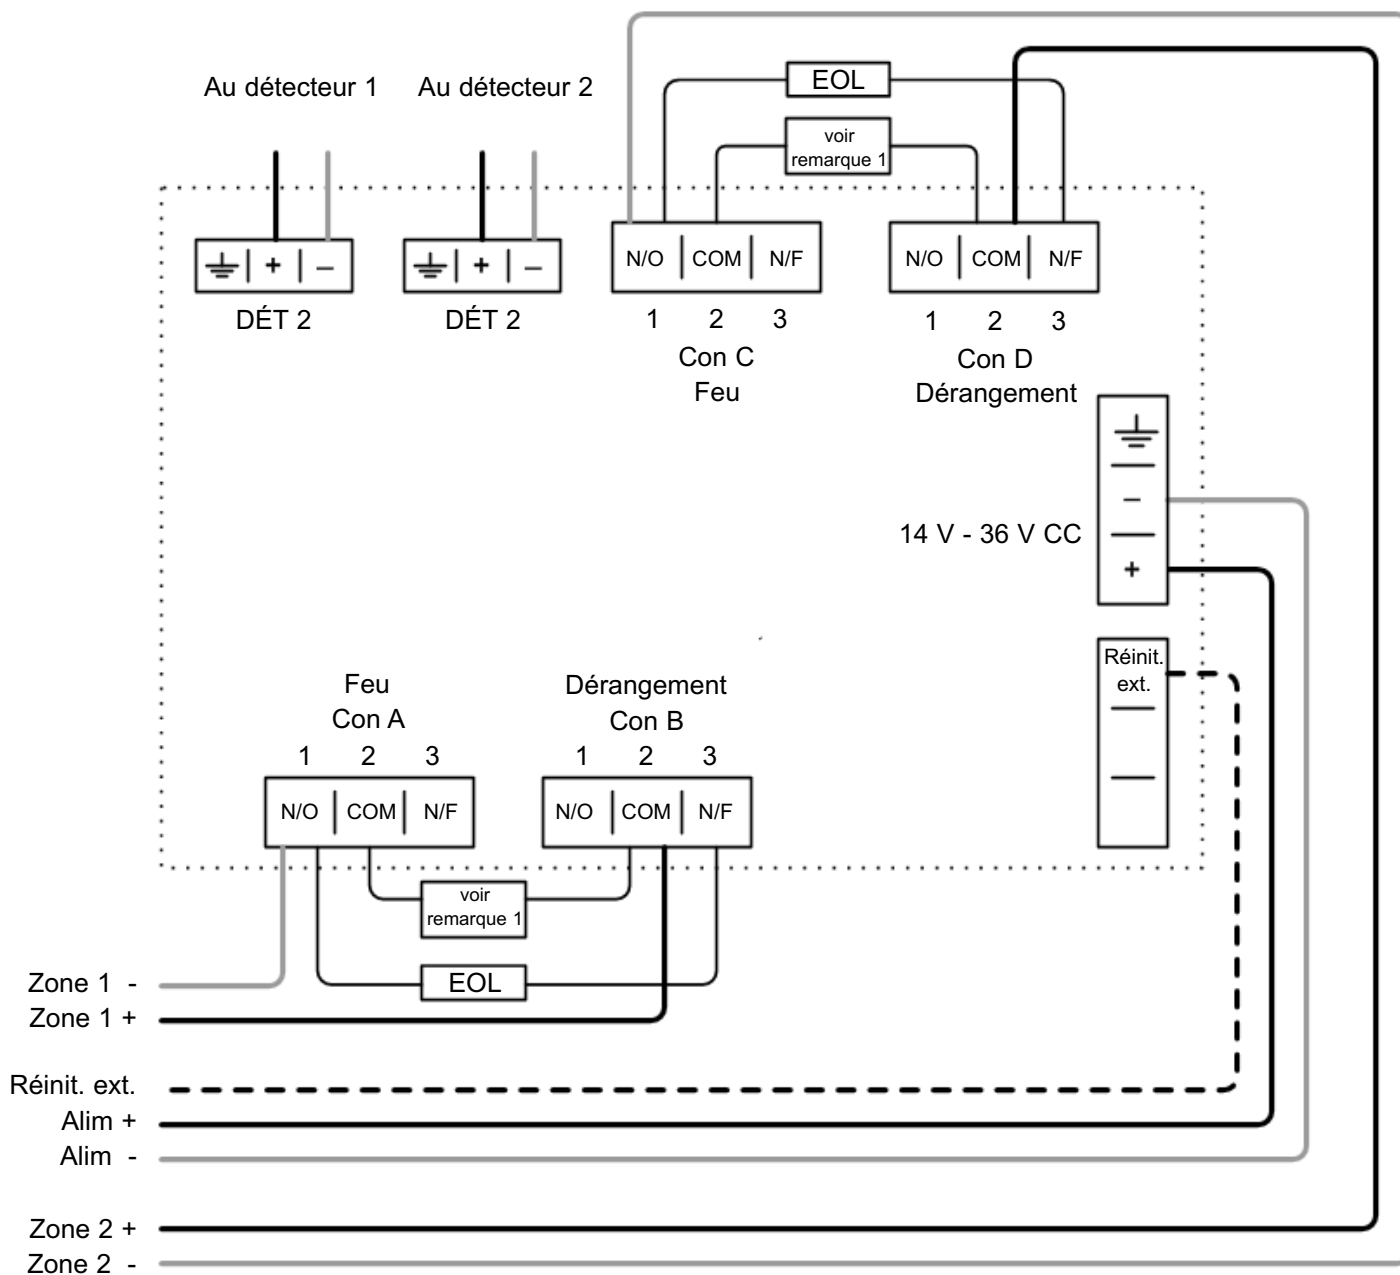 Au détecteur 1
Au détecteur 2
EOL
voir
remarque 1
+ –
DÉT 2
+ –
DÉT 2
N/O COM N/F
1 2 3
Con C
Feu
N/O COM N/F
1 2 3
Con D
Dérangement
–
14 V - 36 V CC
+
Réinit.
ext.
Feu
Con A
1 2 3
N/O COM N/F
Dérangement
Con B
1 2 3
N/O COM N/F
voir
remarque 1
EOL
Zone 1 -
Zone 1 +
Réinit. ext.
Alim +
Alim -
Zone 2 +
Zone 2 -